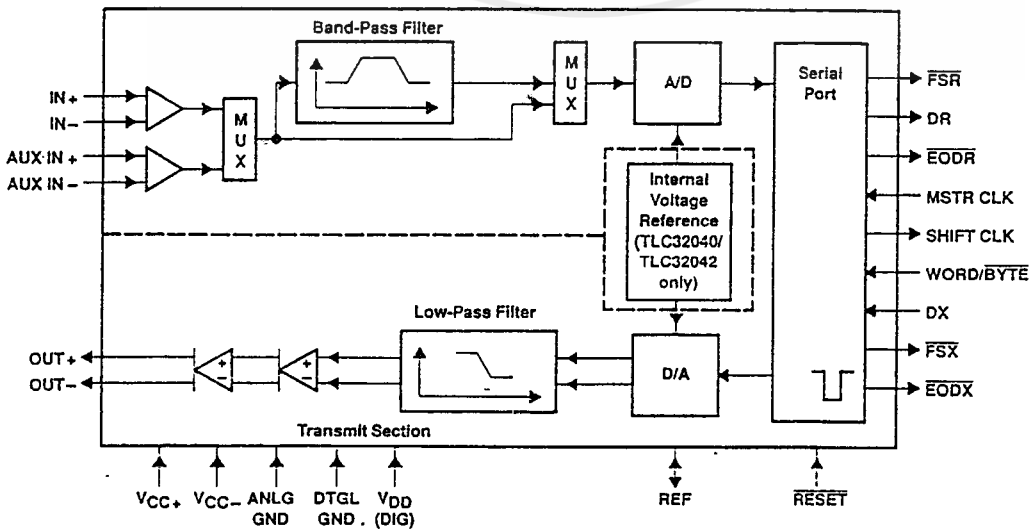 Band-Pass Filter
M
U
X
A/D
Serial
Port
IN+
IN−
AUX IN +
AUX IN −
M
U
X
Internal
Voltage
Reference
(TLC32040/
TLC32042
only)
FSR
DR
EODR
MSTR CLK
SHIFT CLK
WORD/BYTE
DX
FSX
EODX
Low-Pass Filter
D/A
OUT+
OUT−
+
−
+
−
Transmit Section
VCC+
VCC−
ANLG
GND
DTGL
GND .
VDD
(DIG)
REF
RESET